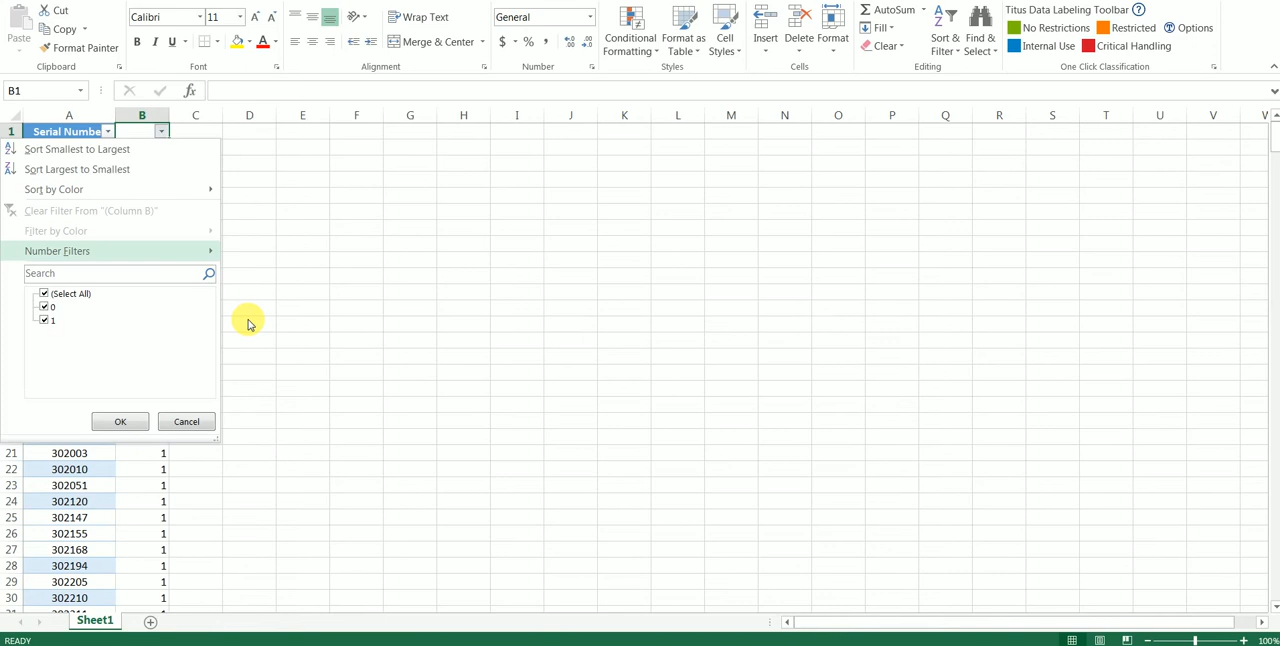 Cut
Copy
Format Painter
Paste
Clipboard
Calibri
11
B I U
Font
Wrap Text
Merge & Center
Alignment
General
$ % ,
Number
Conditional
Formatting
Format as
Table
Cell
Styles
Styles
Insert
Delete
Format
Cells
AutoSum
Fill
Clear
Sort &
Filter
Find &
Select
Editing
Titus Data Labeling Toolbar
No Restrictions
Restricted
Options
Internal Use
Critical Handling
One Click Classification
B1
fx
A B C D E F G H I J K L M N O P Q R S T U V W
1 Serial Numbe
Sort Smallest to Largest
Sort Largest to Smallest
Sort by Color
Clear Filter From "(Column B)"
Filter by Color
Number Filters
Search
(Select All)
0
1
OK Cancel
21 302003 1
22 302010 1
23 302051 1
24 302120 1
25 302147 1
26 302155 1
27 302168 1
28 302194 1
29 302205 1
30 302210 1
Sheet1
READY
100%